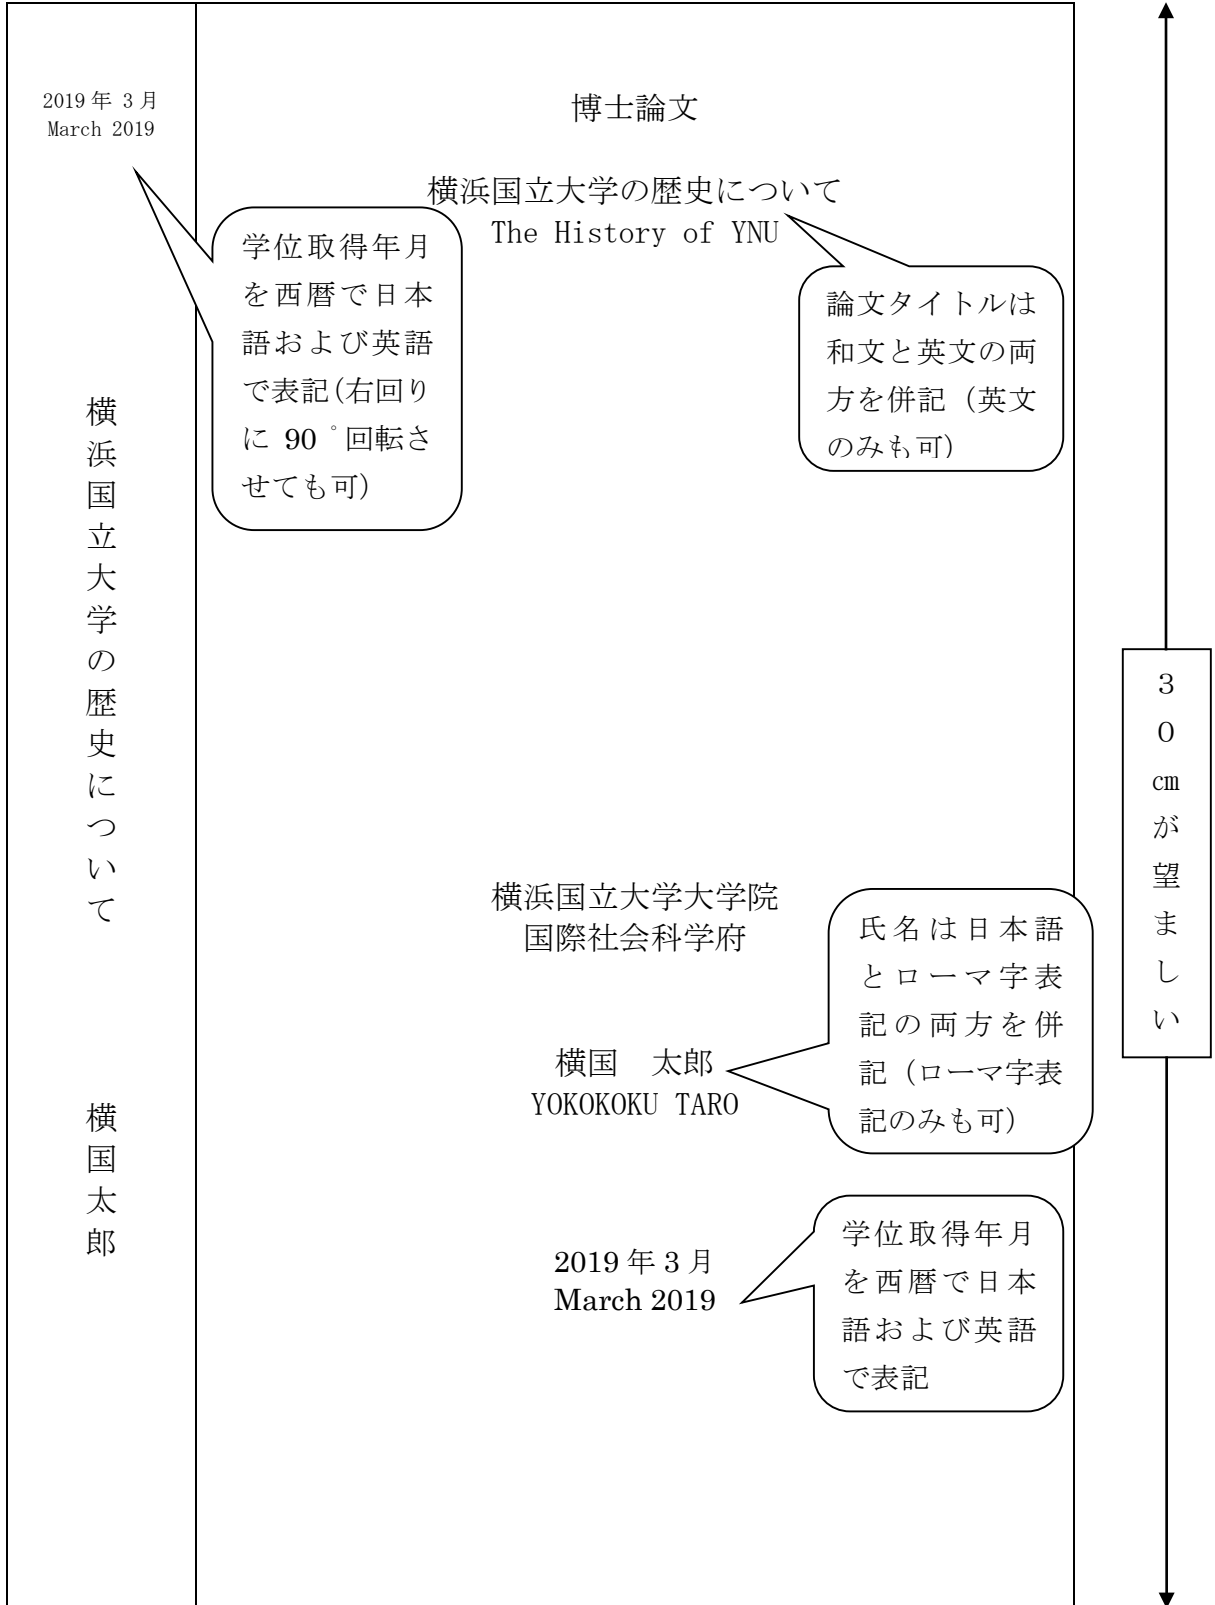 2019年 3月
March 2019
横浜国立大学の歴史について
横国太郎
博士論文
横浜国立大学の歴史について
The History of YNU
学位取得年月
を西暦で日本
語および英語
で表記(右回り
に 90 ゜回転さ
せても可)
論文タイトルは
和文と英文の両
方を併記（英文
のみも可）
横浜国立大学大学院
国際社会科学府
横国　太郎
YOKOKOKU TARO
氏名は日本語
とローマ字表
記の両方を併
記（ローマ字表
記のみも可）
2019年3月
March 2019
学位取得年月
を西暦で日本
語および英語
で表記
３０㎝が望ましい